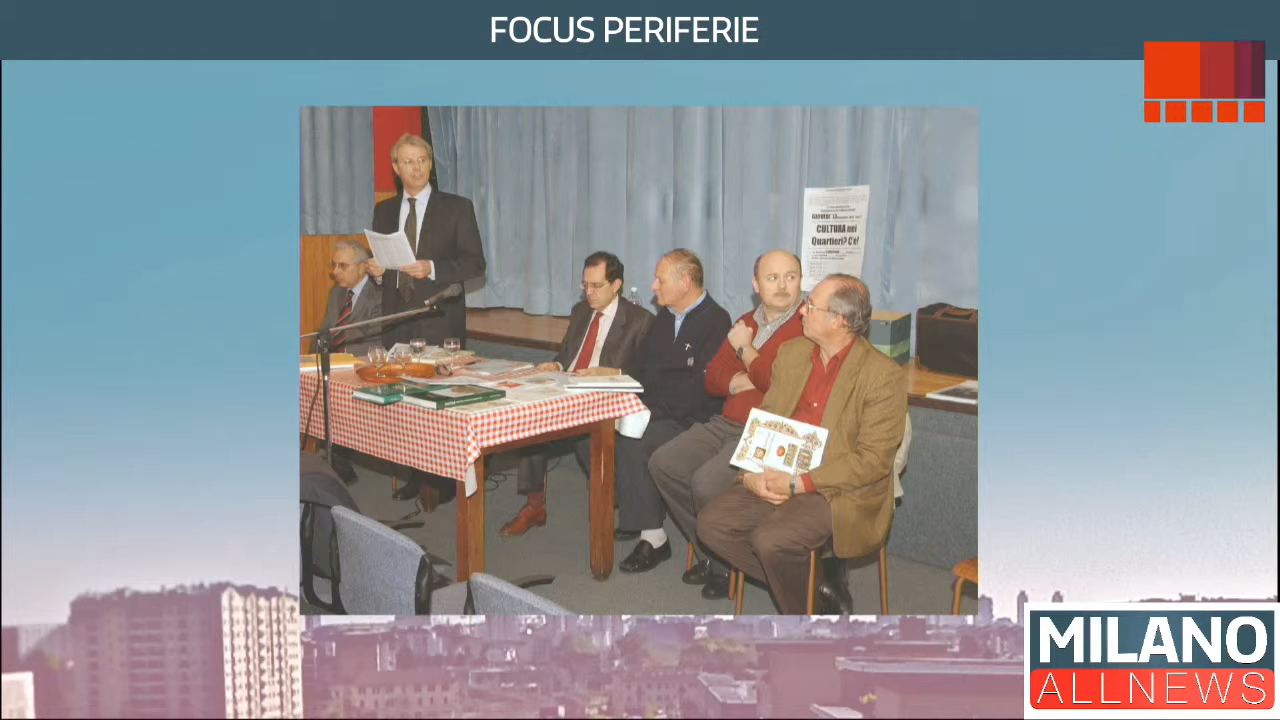 FOCUS PERIFERIE
CULTURA nei
Quartieri? C'è!
MILANO
ALLNEWS